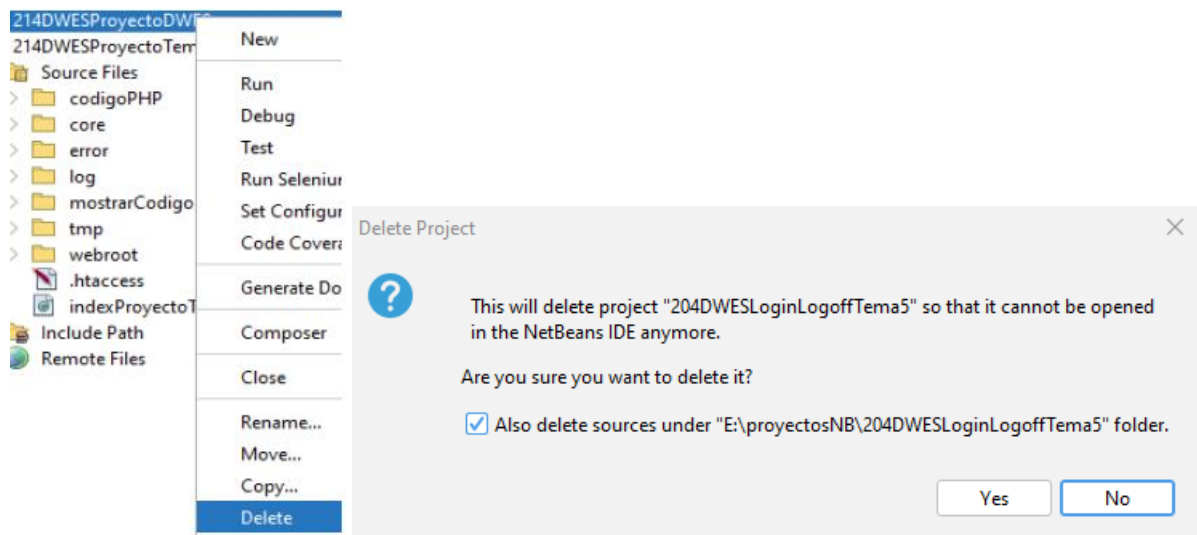 214DWESProyectoDWES
214DWESProyectoTem
Source Files
codigoPHP
core
error
log
mostrarCodigo
tmp
webroot
.htaccess
indexProyectoT
Include Path
Remote Files
New
Run
Debug
Test
Run Seleniur
Set Configur
Code Covera
Generate Do
Composer
Close
Rename...
Move...
Copy...
Delete
Delete Project
This will delete project "204DWESLoginLogoffTema5" so that it cannot be opened
in the NetBeans IDE anymore.
Are you sure you want to delete it?
Also delete sources under "E:\proyectosNB\204DWESLoginLogoffTema5" folder.
Yes
No